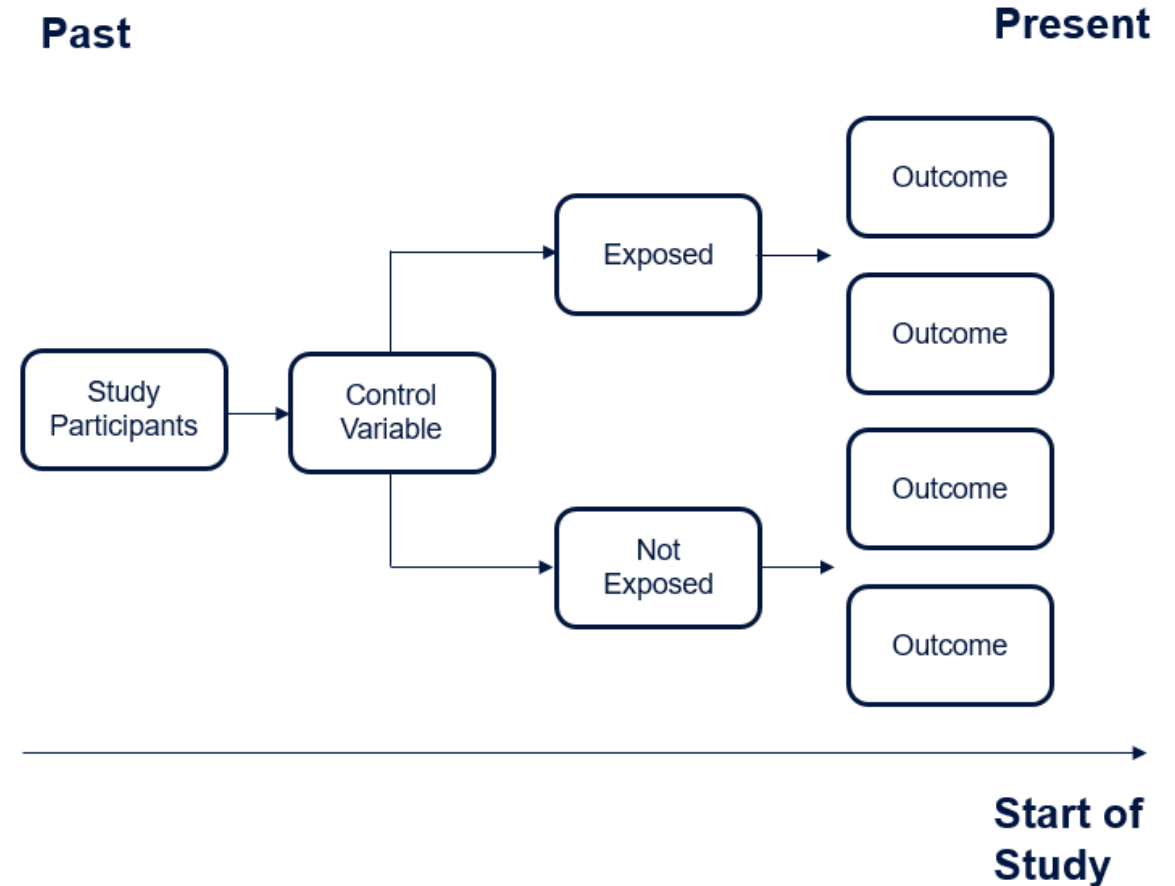 Past
Present
Outcome
Exposed
Outcome
Study
Participants
Control
Variable
Outcome
Not
Exposed
Outcome
Start of
Study